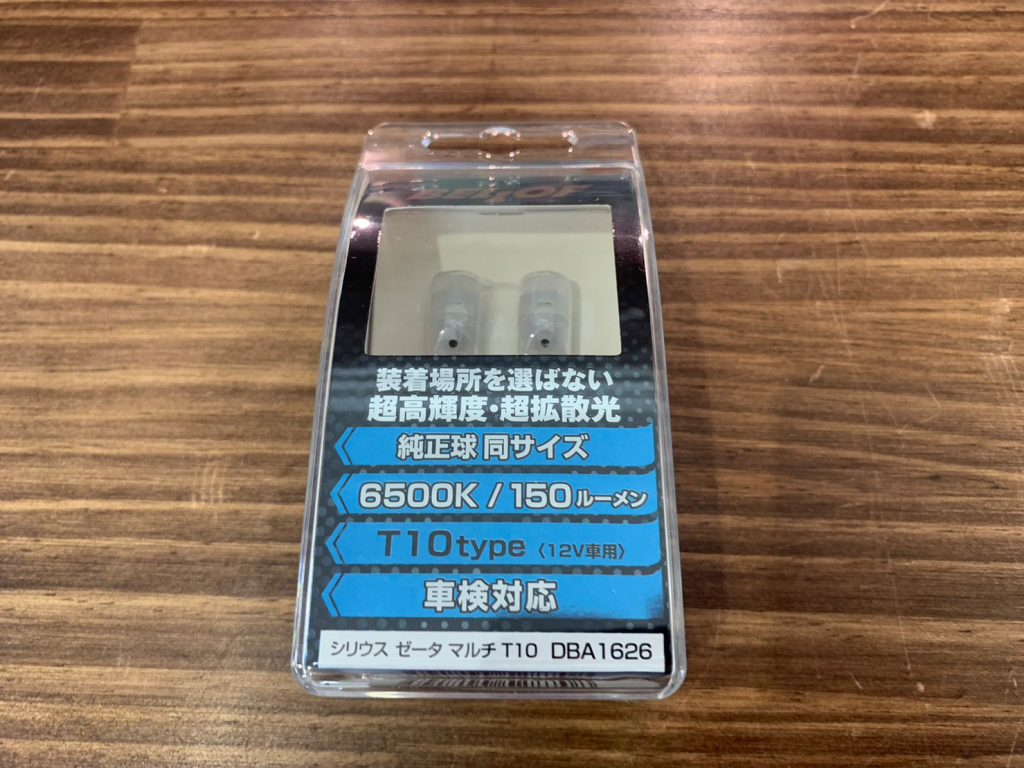 装着場所を選ばない
超高輝度・超拡散光
純正球 同サイズ
6500K / 150ルーメン
T10type〈12V車用〉
車検対応
シリウス ゼータ マルチ T10 DBA1626